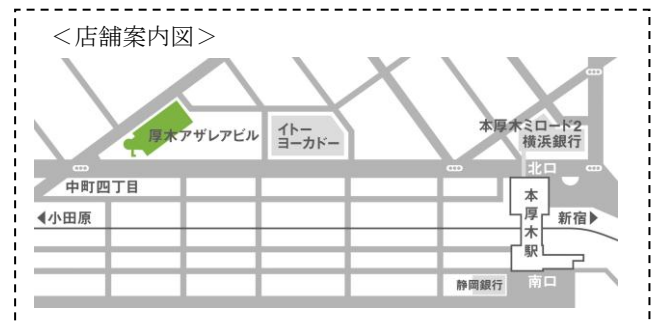 ＜店舗案内図＞
厚木アザレアビル
イトー
ヨーカドー
本厚木ミロード2
横浜銀行
北口
中町四丁目
本厚木駅
◀小田原
新宿▶
静岡銀行
南口